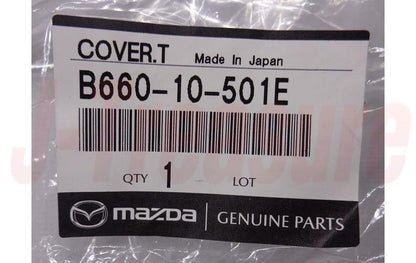 COVER.T Made In Japan
B660-10-501E
QTY 1 LOT
mazda GENUINE PARTS